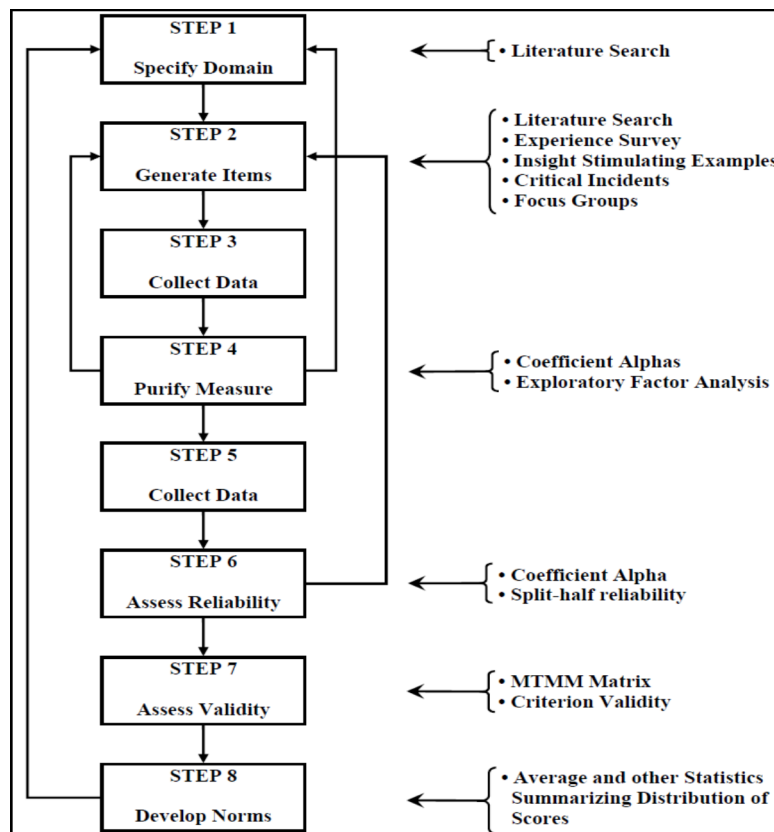 STEP 1
Specify Domain
• Literature Search
STEP 2
Generate Items
• Literature Search
• Experience Survey
• Insight Stimulating Examples
• Critical Incidents
• Focus Groups
STEP 3
Collect Data
STEP 4
Purify Measure
• Coefficient Alphas
• Exploratory Factor Analysis
STEP 5
Collect Data
STEP 6
Assess Reliability
• Coefficient Alpha
• Split-half reliability
STEP 7
Assess Validity
• MTMM Matrix
• Criterion Validity
STEP 8
Develop Norms
• Average and other Statistics
Summarizing Distribution of
Scores